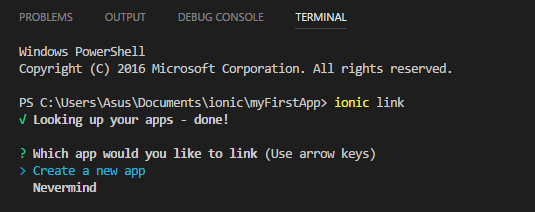 PROBLEMS OUTPUT DEBUG CONSOLE TERMINAL
Windows PowerShell
Copyright (C) 2016 Microsoft Corporation. All rights reserved.
PS C:\Users\Asus\Documents\ionic\myFirstApp> ionic link
√ Looking up your apps - done!
? Which app would you like to link (Use arrow keys)
> Create a new app
Nevermind